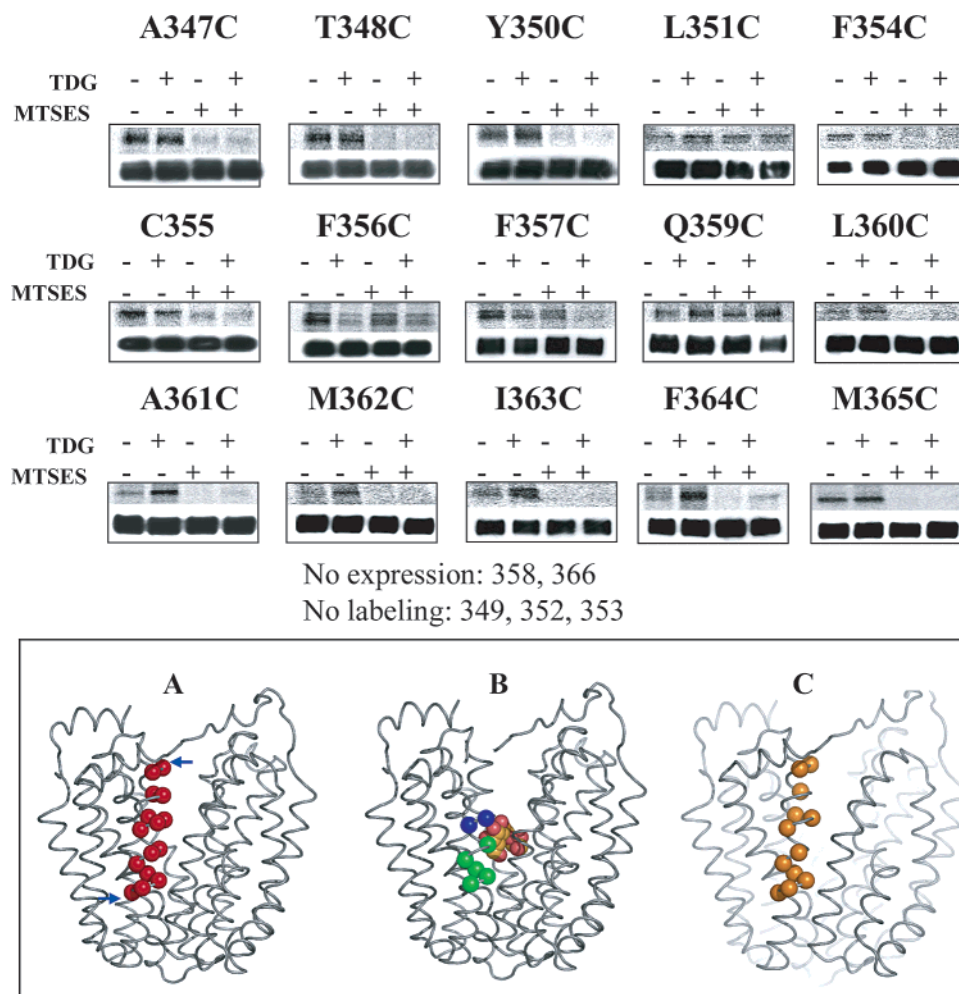 A347C T348C Y350C L351C F354C
TDG - + - + - + - + - + - + - + - + - + - +
MTSES - - + + - - + + - - + + - - + + - - + +
C355 F356C F357C Q359C L360C
TDG - + - + - + - + - + - + - + - + - + - +
MTSES - - + + - - + + - - + + - - + + - - + +
A361C M362C I363C F364C M365C
TDG - + - + - + - + - + - + - + - + - + - +
MTSES - - + + - - + + - - + + - - + + - - + +
No expression: 358, 366
No labeling: 349, 352, 353
A B C